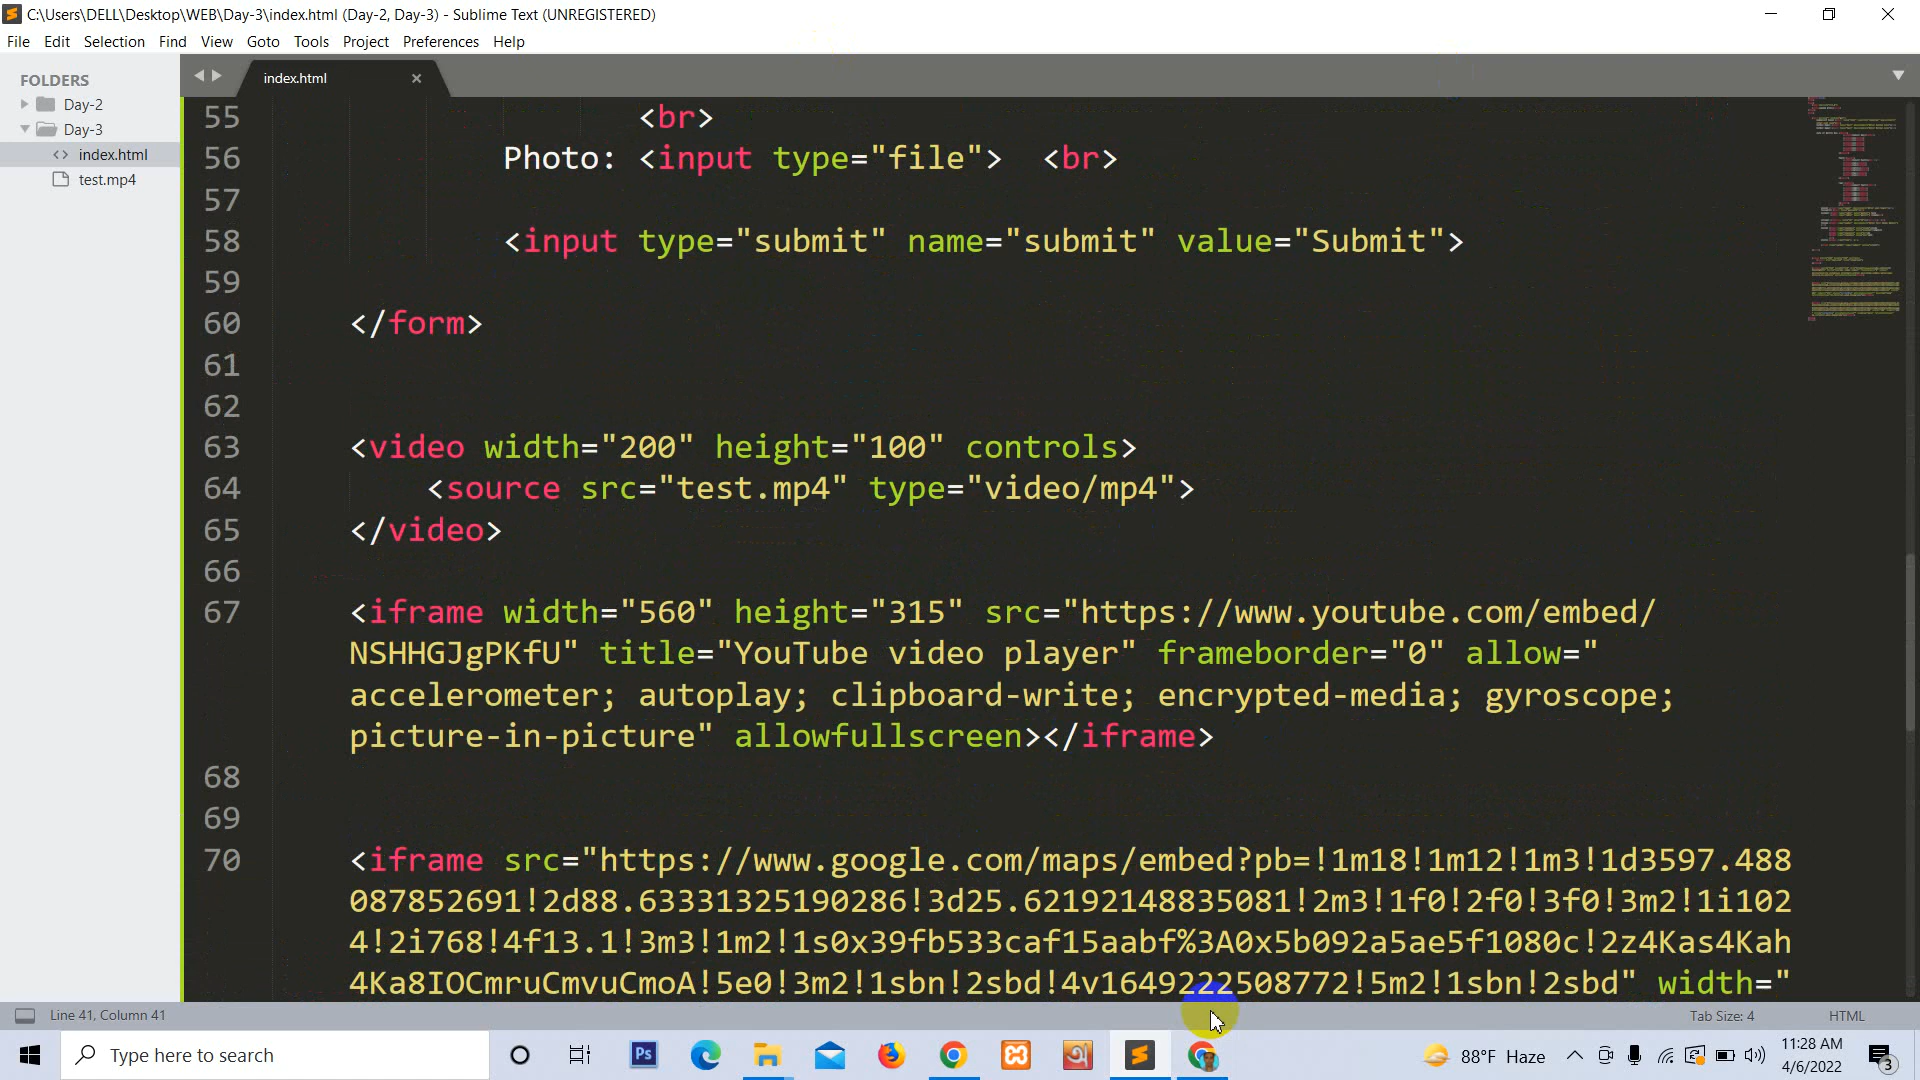 C:\Users\DELL\Desktop\WEB\Day-3\index.html (Day-2, Day-3) - Sublime Text (UNREGISTERED)
File Edit Selection Find View Goto Tools Project Preferences Help
FOLDERS
Day-2
Day-3
index.html
test.mp4
index.html
55 <br>
56 Photo: <input type="file"> <br>
57
58 <input type="submit" name="submit" value="Submit">
59
60 </form>
61
62
63 <video width="200" height="100" controls>
64 <source src="test.mp4" type="video/mp4">
65 </video>
66
67 <iframe width="560" height="315" src="https://www.youtube.com/embed/
NSHHGJgPKfU" title="YouTube video player" frameborder="0" allow="
accelerometer; autoplay; clipboard-write; encrypted-media; gyroscope;
picture-in-picture" allowfullscreen></iframe>
68
69
70 <iframe src="https://www.google.com/maps/embed?pb=!1m18!1m12!1m3!1d3597.488
087852691!2d88.63331325190286!3d25.62192148835081!2m3!1f0!2f0!3f0!3m2!1i102
4!2i768!4f13.1!3m3!1m2!1s0x39fb533caf15aabf%3A0x5b092a5ae5f1080c!2z4Kas4Kah
4Ka8IOCmruCmvuCmoA!5e0!3m2!1sbn!2sbd!4v1649222508772!5m2!1sbn!2sbd" width="
Line 41, Column 41
Tab Size: 4
HTML
Type here to search
Ps
88°F Haze
11:28 AM
4/6/2022
3